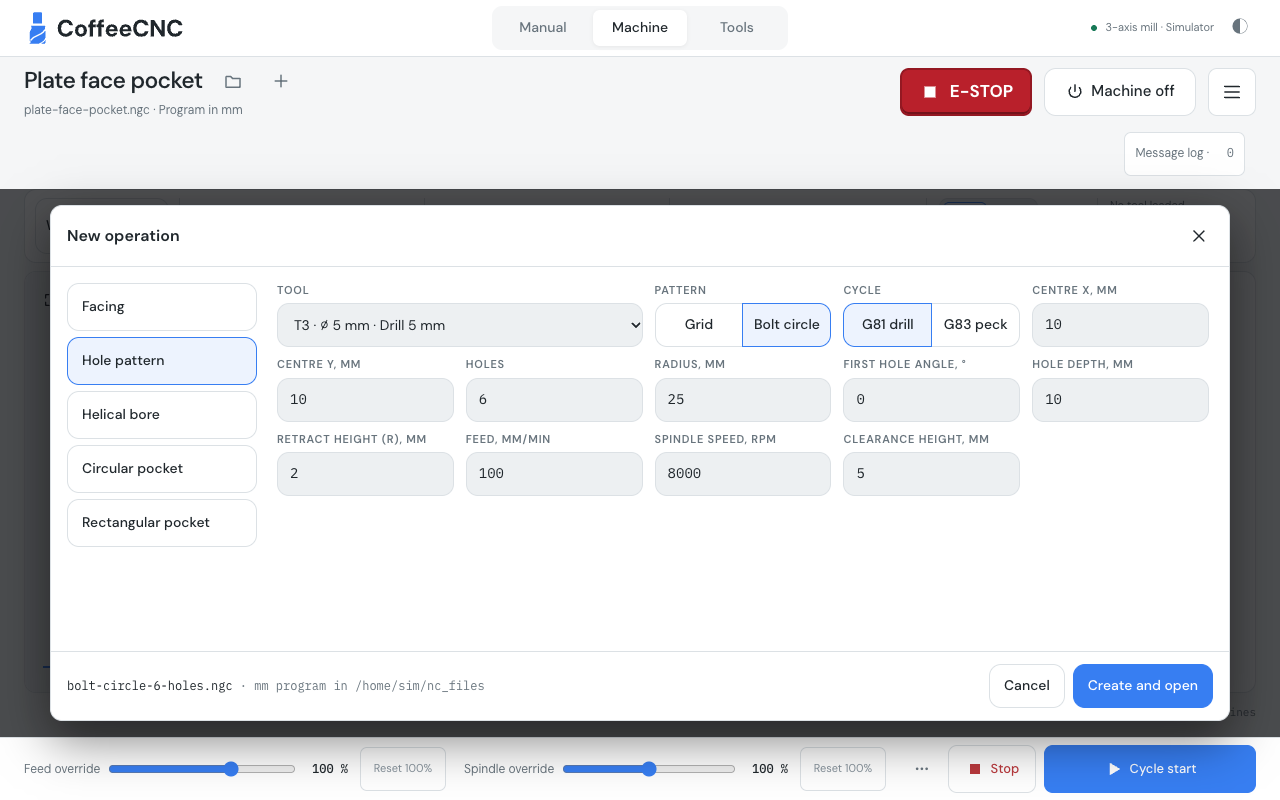 CoffeeCNC
Manual Machine Tools
3-axis mill · Simulator
Plate face pocket
plate-face-pocket.ngc · Program in mm
E-STOP
Machine off
Message log · 0
No tool loaded
New operation
Facing
Hole pattern
Helical bore
Circular pocket
Rectangular pocket
TOOL PATTERN CYCLE CENTRE X, MM
T3 · ⌀ 5 mm · Drill 5 mm Grid Bolt circle G81 drill G83 peck 10
CENTRE Y, MM HOLES RADIUS, MM FIRST HOLE ANGLE, ° HOLE DEPTH, MM
10 6 25 0 10
RETRACT HEIGHT (R), MM FEED, MM/MIN SPINDLE SPEED, RPM CLEARANCE HEIGHT, MM
2 100 8000 5
bolt-circle-6-holes.ngc · mm program in /home/sim/nc_files
Cancel Create and open
Feed override 100 % Reset 100% Spindle override 100 % Reset 100% ··· Stop Cycle start